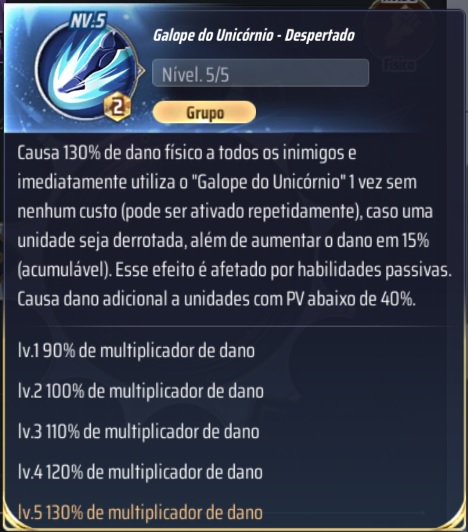 NV.5
Galope do Unicórnio - Despertado
Nível. 5/5
2
Grupo
Causa 130% de dano físico a todos os inimigos e
imediatamente utiliza o "Galope do Unicórnio" 1 vez sem
nenhum custo (pode ser ativado repetidamente), caso uma
unidade seja derrotada, além de aumentar o dano em 15%
(acumulável). Esse efeito é afetado por habilidades passivas.
Causa dano adicional a unidades com PV abaixo de 40%.
lv.1 90% de multiplicador de dano
lv.2 100% de multiplicador de dano
lv.3 110% de multiplicador de dano
lv.4 120% de multiplicador de dano
lv.5 130% de multiplicador de dano